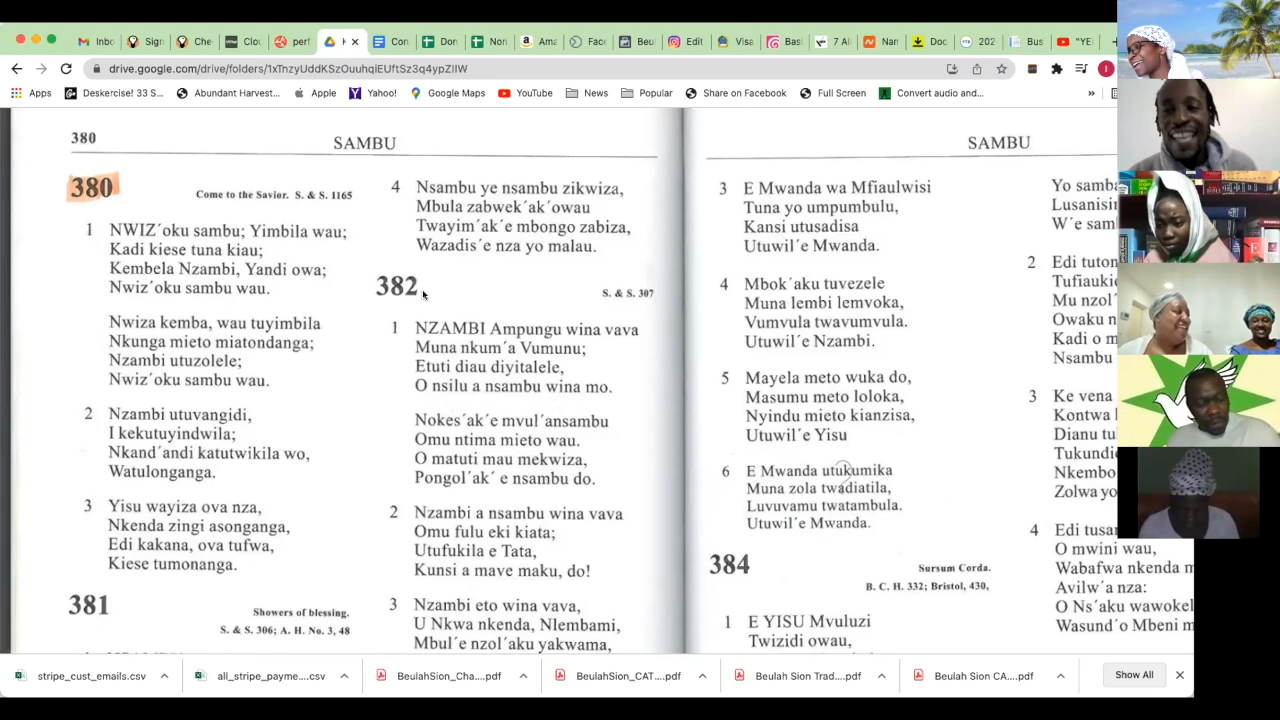 Inb
Sign
Che
Clo
perf
Con
Do
Non
Ama
Fac
Beu
Edit
Visa
Bas
7 Al
Nan
Doc
202
Bus
"YE
drive.google.com/drive/folders/1xTnzyUddKSzOuuhqiEUftSz3q4ypZIIW
Apps
Deskercise! 33 S...
Abundant Harvest...
Apple
Yahoo!
Google Maps
YouTube
News
Popular
Share on Facebook
Full Screen
Convert audio and...
»
380
SAMBU
380
Come to the Savior. S. & S. 1165
1 NWIZ´oku sambu; Yimbila wau;
Kadi kiese tuna kiau;
Kembela Nzambi, Yandi owa;
Nwiz´oku sambu wau.
Nwiza kemba, wau tuyimbila
Nkunga mieto miatondanga;
Nzambi utuzolele;
Nwiz´oku sambu wau.
2 Nzambi utuvangidi,
I kekutuyindwila;
Nkand´andi katutwikila wo,
Watulonganga.
3 Yisu wayiza ova nza,
Nkenda zingi asonganga,
Edi kakana, ova tufwa,
Kiese tumonanga.
381
Showers of blessing.
S. & S. 306; A. H. No. 3, 48
4 Nsambu ye nsambu zikwiza,
Mbula zabwek´ak´owau
Twayim´ak´e mbongo zabiza,
Wazadis´e nza yo malau.
382
S. & S. 307
1 NZAMBI Ampungu wina vava
Muna nkum´a Vumunu;
Etuti diau diyitalele,
O nsilu a nsambu wina mo.
Nokes´ak´e mvul´ansambu
Omu ntima mieto wau.
O matuti mau mekwiza,
Pongol´ak´ e nsambu do.
2 Nzambi a nsambu wina vava
Omu fulu eki kiata;
Utufukila e Tata,
Kunsi a mave maku, do!
3 Nzambi eto wina vava,
U Nkwa nkenda, Nlembami,
Mbul´e nzol´aku yakwama,
SAMBU
3 E Mwanda wa Mfiaulwisi
Tuna yo umpumbulu,
Kansi utusadisa
Utuwil´e Mwanda.
4 Mbok´aku tuvezele
Muna lembi lemvoka,
Vumvula twavumvula.
Utuwil´e Nzambi.
5 Mayela meto wuka do,
Masumu meto loloka,
Nyindu mieto kianzisa,
Utuwil´e Yisu
6 E Mwanda utukumika
Muna zola twadiatila,
Luvuvamu twatambula.
Utuwil´e Mwanda.
384
Sursum Corda.
B. C. H. 332; Bristol, 430,
1 E YISU Mvuluzi
Twizidi owau,
Yo samba
Lusanisin
W´e sam
2 Edi tuton
Tufiaukid
Mu nzol´
Owaku n
Kadi o m
Nsambu
3 Ke vena
Kontwa
Dianu tu
Tukundi
Nkembo
Zolwa yo
4 Edi tusan
O mwini wau,
Wabafwa nkenda m
Avilw´a nza:
O Ns´aku wawokel
Wasund´o Mbeni m
stripe_cust_emails.csv
all_stripe_payme....csv
BeulahSion_Cha....pdf
BeulahSion_CAT....pdf
Beulah Sion Trad....pdf
Beulah Sion CA....pdf
Show All